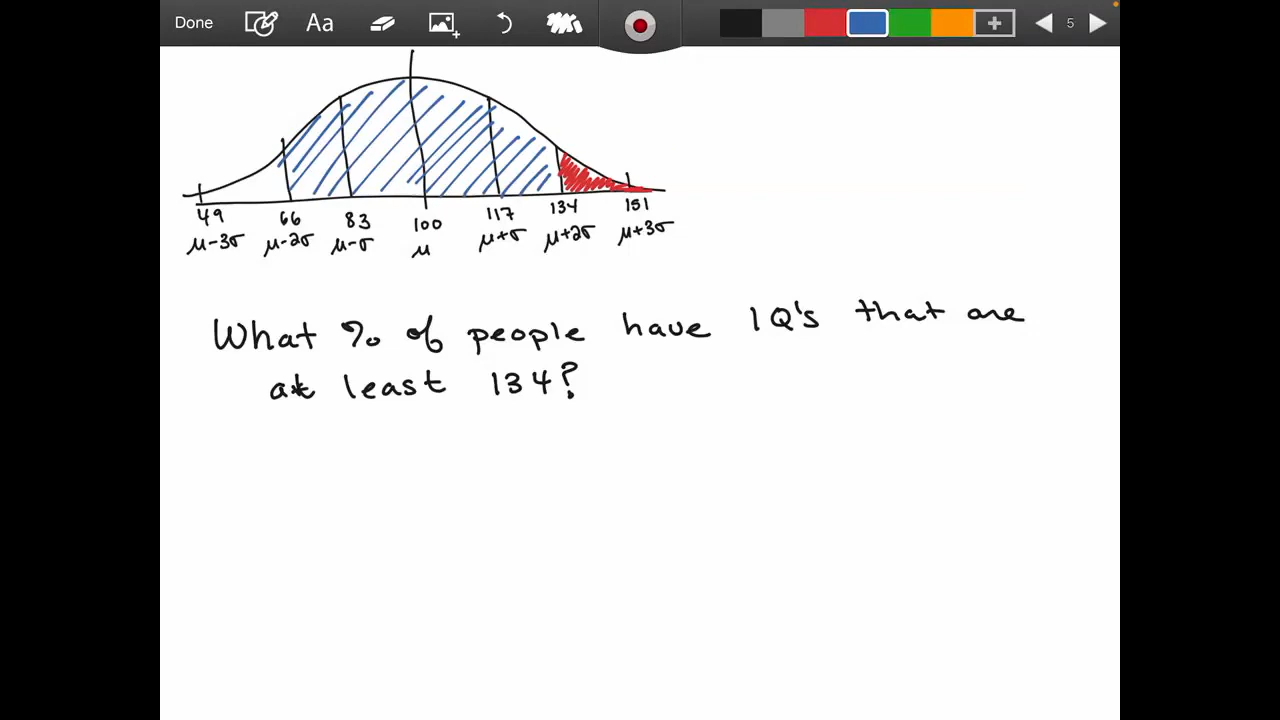 Done Aa 5
49 66 83 100 117 134 151
μ-3σ μ-2σ μ-σ μ μ+σ μ+2σ μ+3σ
What % of people have IQ's that are
at least 134?